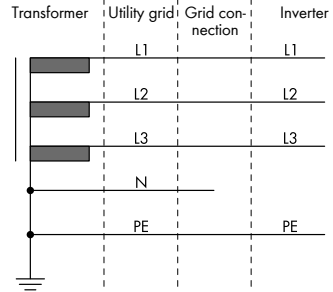 Transformer Utility grid Grid con- Inverter
nection
L1 L1
L2 L2
L3 L3
N
PE PE